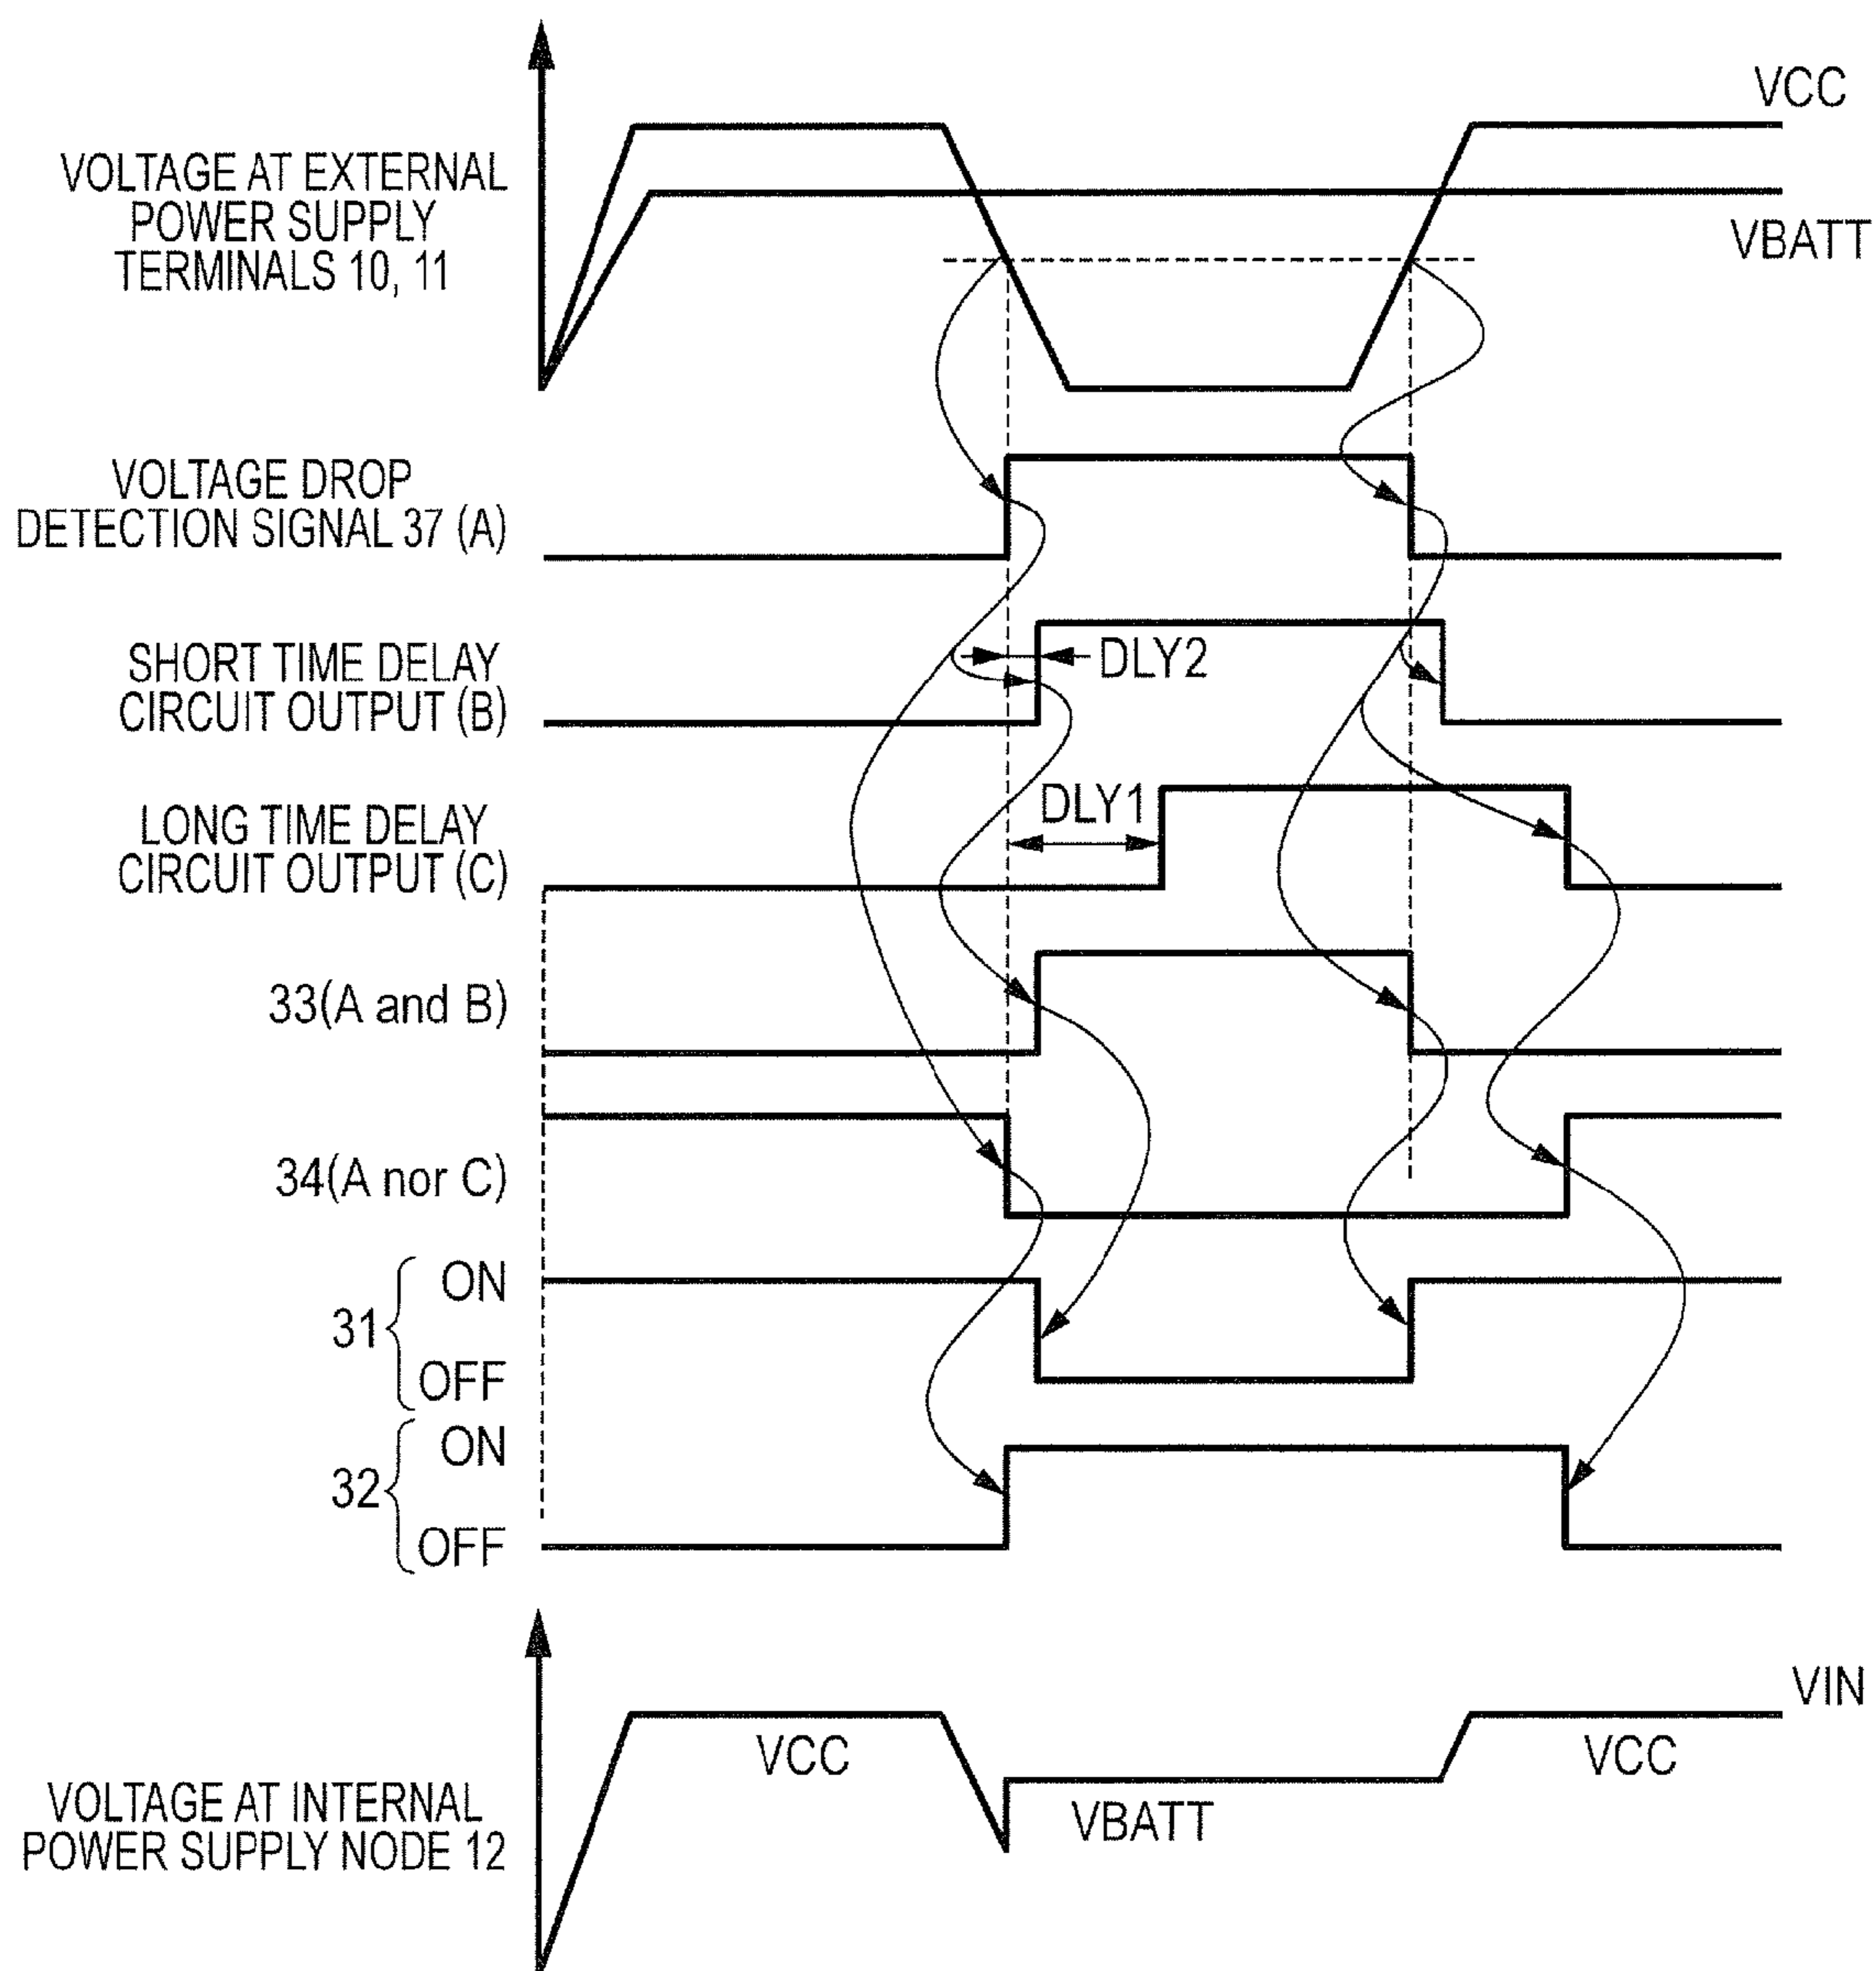 VCC
VOLTAGE AT EXTERNAL
POWER SUPPLY
TERMINALS 10, 11
VBATT
VOLTAGE DROP
DETECTION SIGNAL 37 (A)
SHORT TIME DELAY
CIRCUIT OUTPUT (B)
DLY2
LONG TIME DELAY
CIRCUIT OUTPUT (C)
DLY1
33(A and B)
34(A nor C)
31
ON
OFF
32
ON
OFF
VIN
VCC
VCC
VOLTAGE AT INTERNAL
POWER SUPPLY NODE 12
VBATT